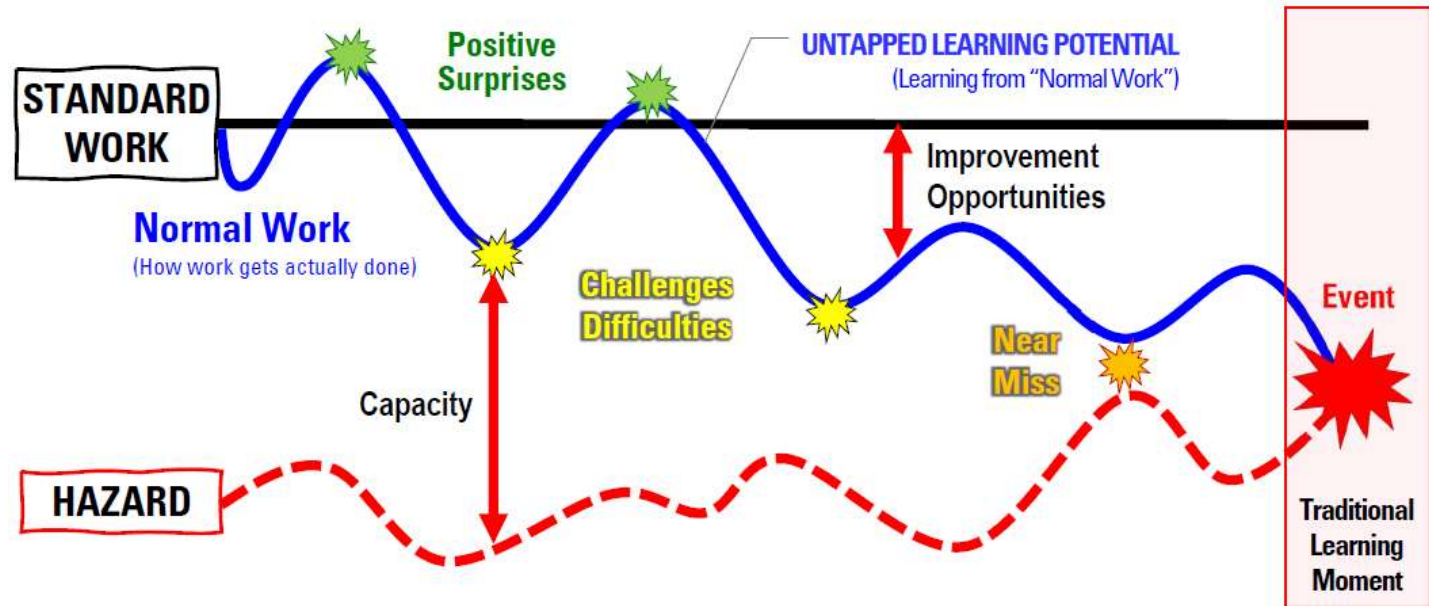 STANDARD
WORK
Positive
Surprises
UNTAPPED LEARNING POTENTIAL
(Learning from “Normal Work”)
Improvement
Opportunities
Normal Work
(How work gets actually done)
Challenges
Difficulties
Event
Near
Miss
Capacity
HAZARD
Traditional
Learning
Moment